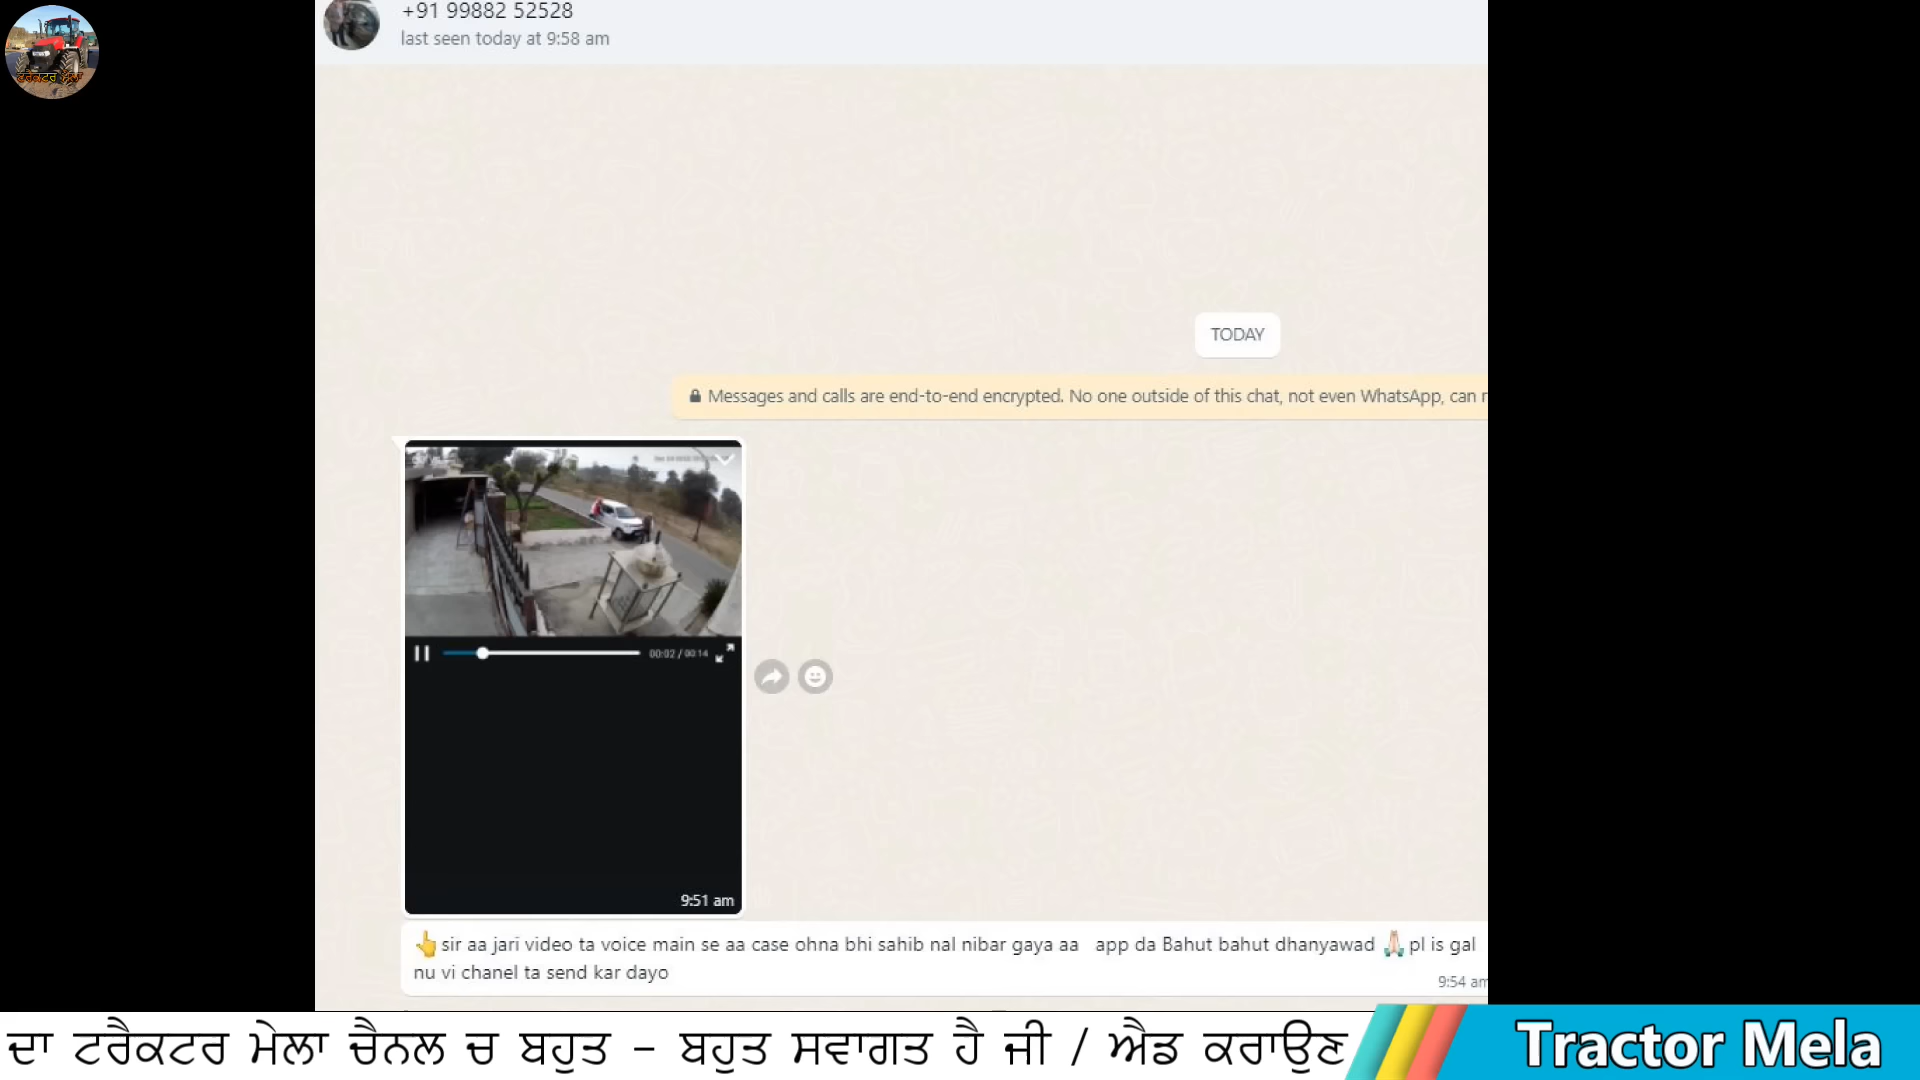 +91 99882 52528
last seen today at 9:58 am
ਟਰੈਕਟਰ ਮੇਲਾ
TODAY
Messages and calls are end-to-end encrypted. No one outside of this chat, not even WhatsApp, can r
00:02 / 00:14
9:51 am
👆 sir aa jari video ta voice main se aa case ohna bhi sahib nal nibar gaya aa app da Bahut bahut dhanyawad 🙏 pl is gal
nu vi chanel ta send kar dayo
9:54 am
ਦਾ ਟਰੈਕਟਰ ਮੇਲਾ ਚੈਨਲ ਚ ਬਹੁਤ – ਬਹੁਤ ਸਵਾਗਤ ਹੈ ਜੀ / ਐਡ ਕਰਾਉਣ
Tractor Mela